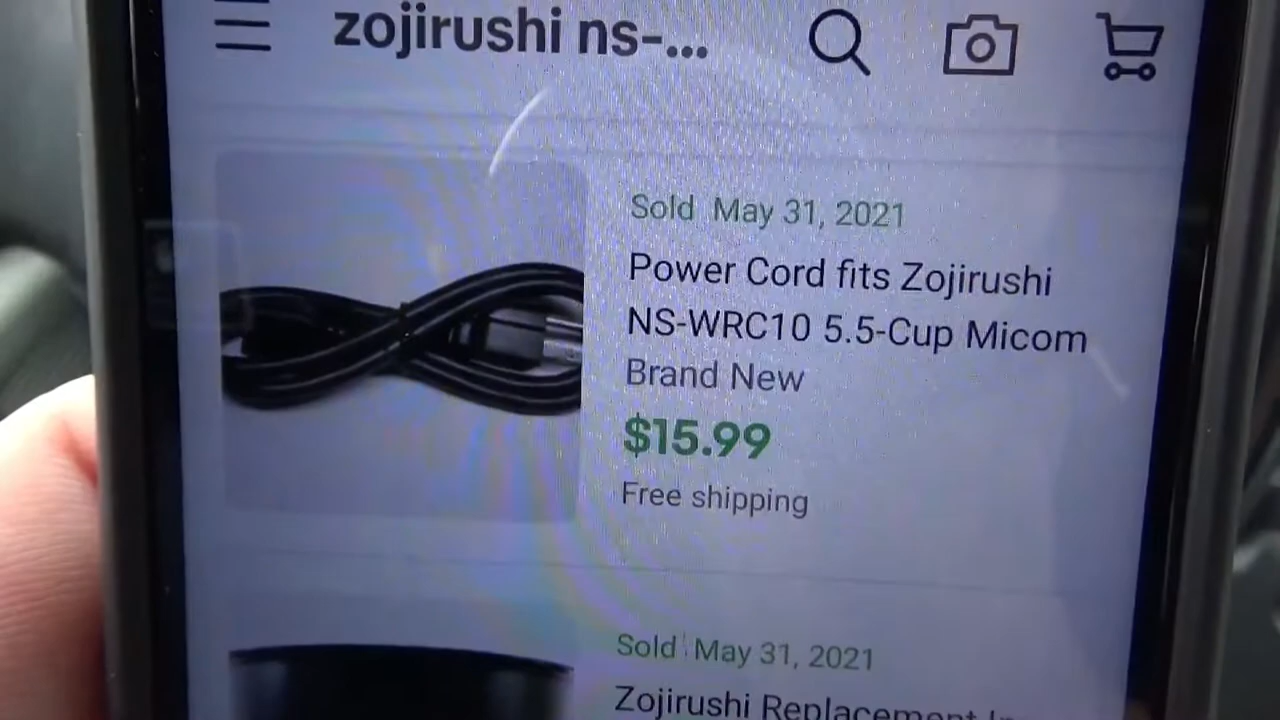 zojirushi ns-...
Sold May 31, 2021
Power Cord fits Zojirushi
NS-WRC10 5.5-Cup Micom
Brand New
$15.99
Free shipping
Sold May 31, 2021
Zojirushi Replacement